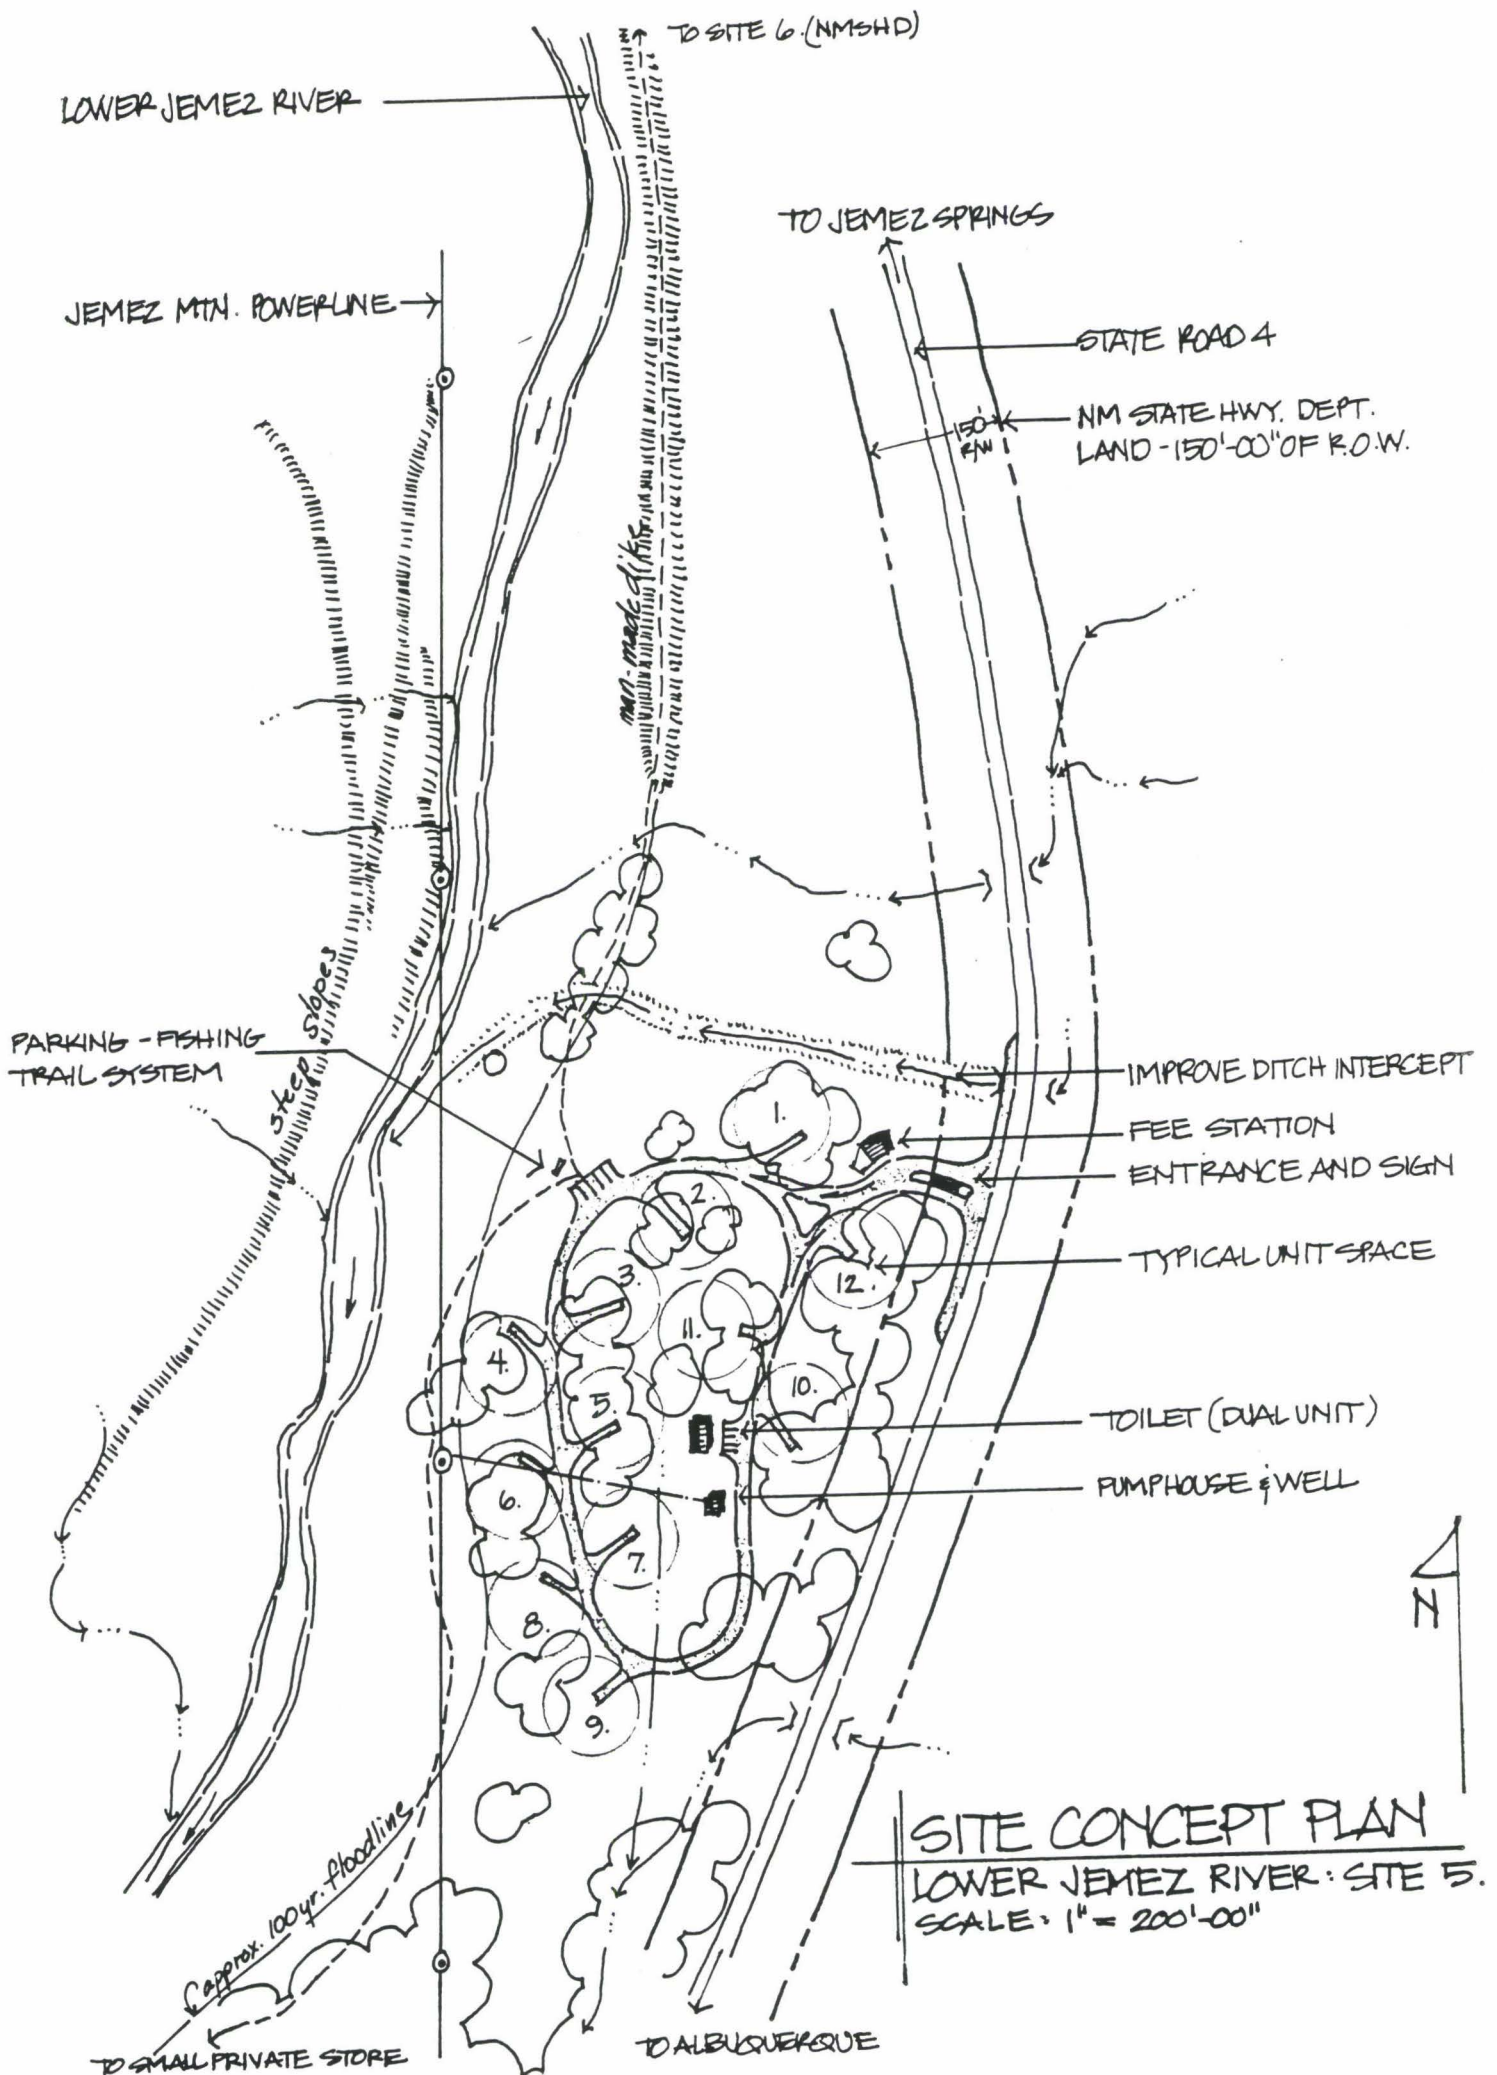 TO SITE 6. (NMSHD)
LOWER JEMEZ RIVER
TO JEMEZ SPRINGS
JEMEZ MTN. POWERLINE
STATE ROAD 4
150'
R/W
NM STATE HWY. DEPT.
LAND - 150'-00" OF R.O.W.
man-made dike
steep slopes
PARKING - FISHING
TRAIL SYSTEM
IMPROVE DITCH INTERCEPT
FEE STATION
ENTRANCE AND SIGN
TYPICAL UNIT SPACE
1.
2.
3.
12.
11.
4.
10.
5.
TOILET (DUAL UNIT)
6.
PUMPHOUSE & WELL
7.
8.
9.
N
approx. 100 yr. floodline
SITE CONCEPT PLAN
LOWER JEMEZ RIVER: SITE 5.
SCALE: 1" = 200'-00"
TO SMALL PRIVATE STORE
TO ALBUQUERQUE